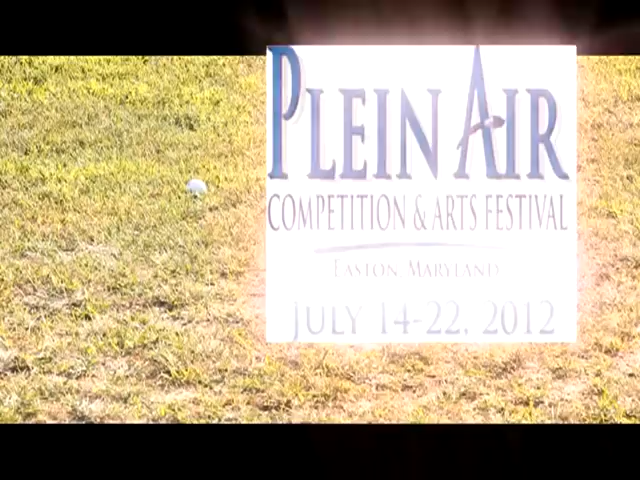 PLEIN AIR
COMPETITION & ARTS FESTIVAL
EASTON, MARYLAND
JULY 14-22, 2012